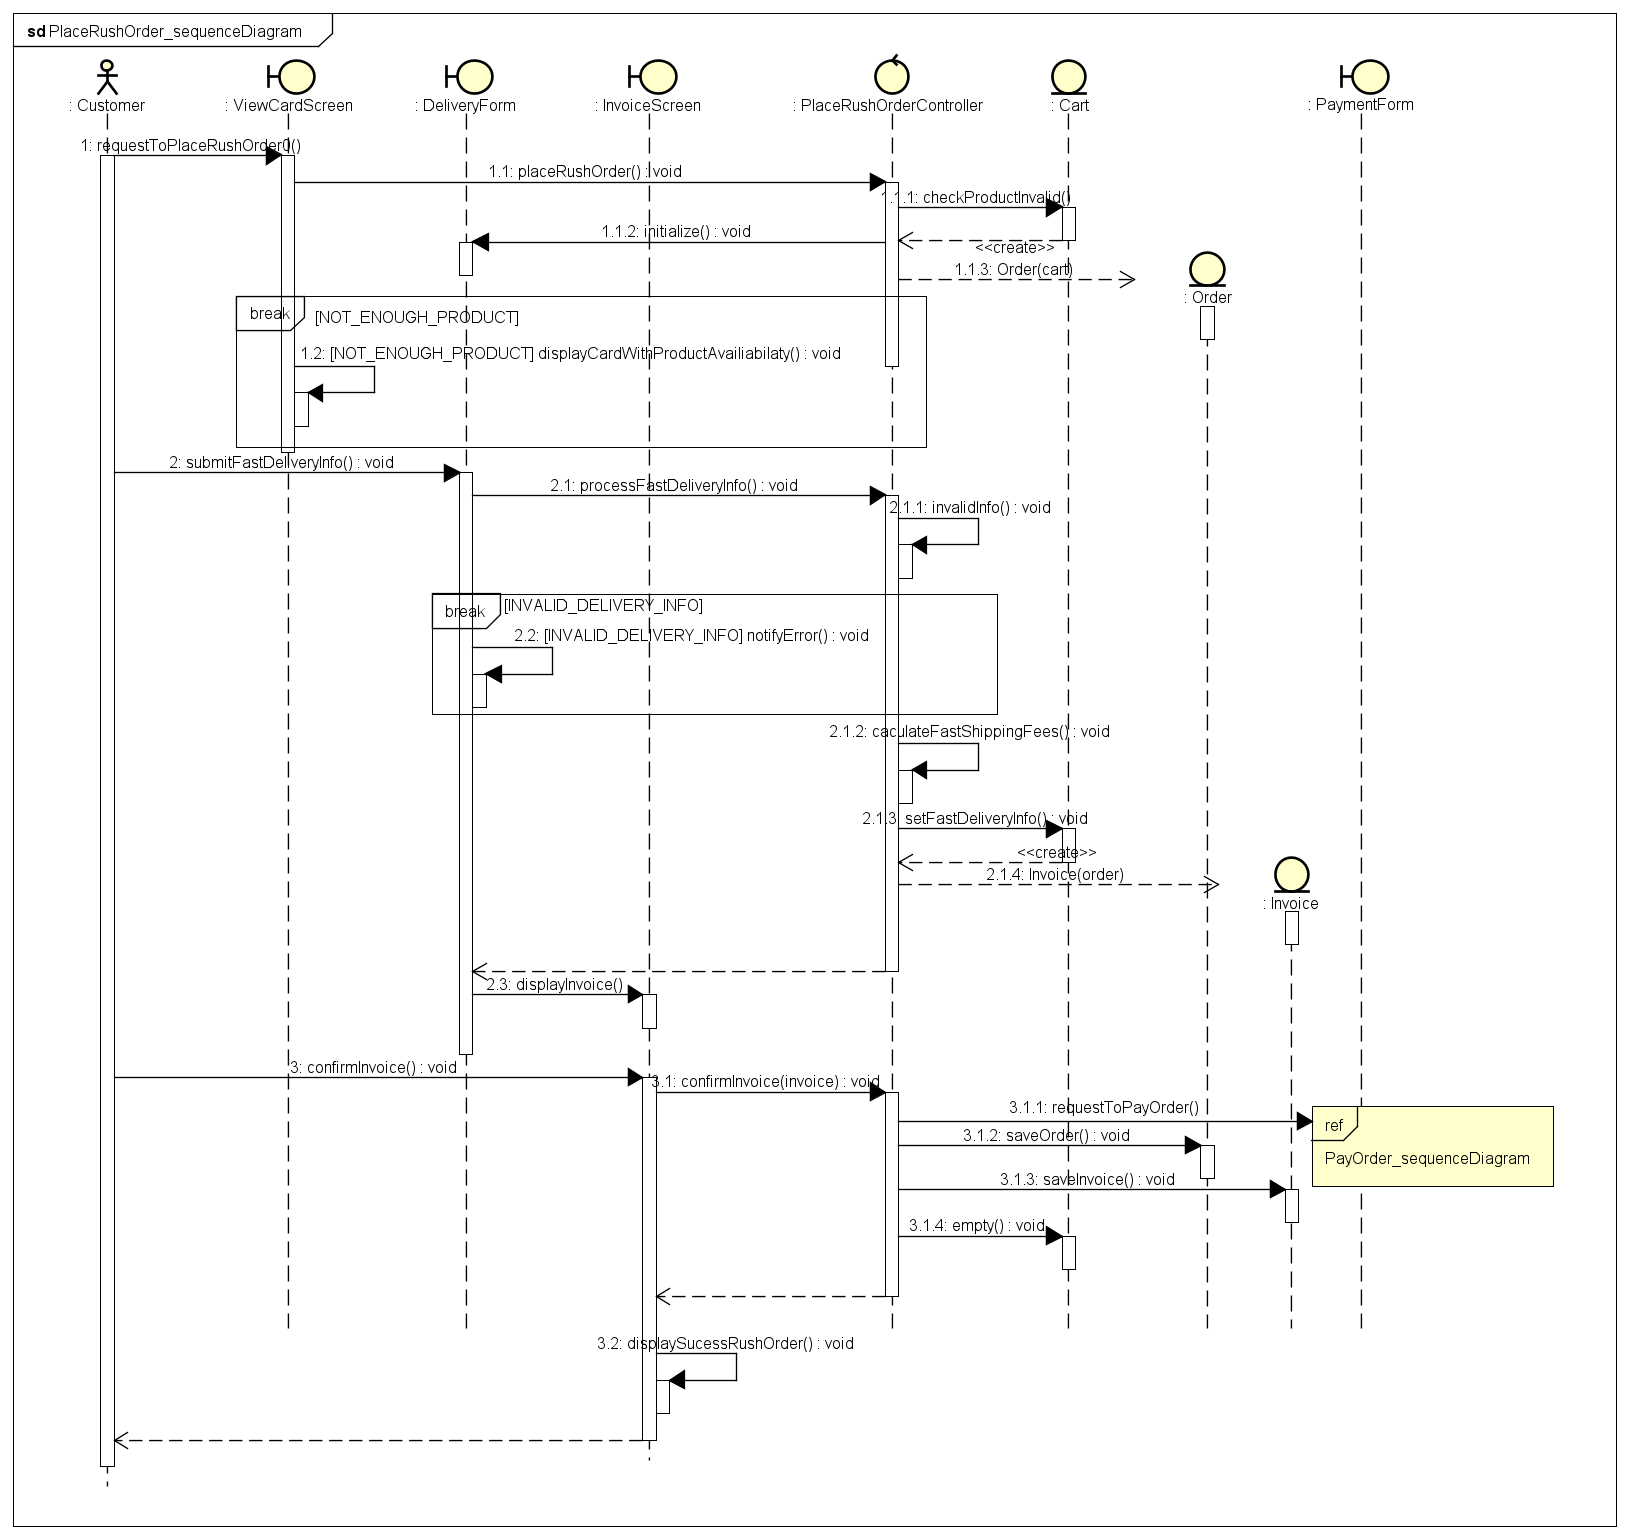 sd PlaceRushOrder_sequenceDiagram
: Customer
: ViewCardScreen
: DeliveryForm
: InvoiceScreen
: PlaceRushOrderController
: Cart
: PaymentForm
1: requestToPlaceRushOrder0()
1.1: placeRushOrder() : void
1.1.1: checkProductInvalid()
1.1.2: initialize() : void
<<create>>
1.1.3: Order(cart)
: Order
break
[NOT_ENOUGH_PRODUCT]
1.2: [NOT_ENOUGH_PRODUCT] displayCardWithProductAvailiabilaty() : void
2: submitFastDeliveryInfo() : void
2.1: processFastDeliveryInfo() : void
2.1.1: invalidInfo() : void
break
[INVALID_DELIVERY_INFO]
2.2: [INVALID_DELIVERY_INFO] notifyError() : void
2.1.2: caculateFastShippingFees() : void
2.1.3: setFastDeliveryInfo() : void
<<create>>
2.1.4: Invoice(order)
: Invoice
2.3: displayInvoice()
3: confirmInvoice() : void
3.1: confirmInvoice(invoice) : void
3.1.1: requestToPayOrder()
ref
3.1.2: saveOrder() : void
PayOrder_sequenceDiagram
3.1.3: saveInvoice() : void
3.1.4: empty() : void
3.2: displaySucessRushOrder() : void